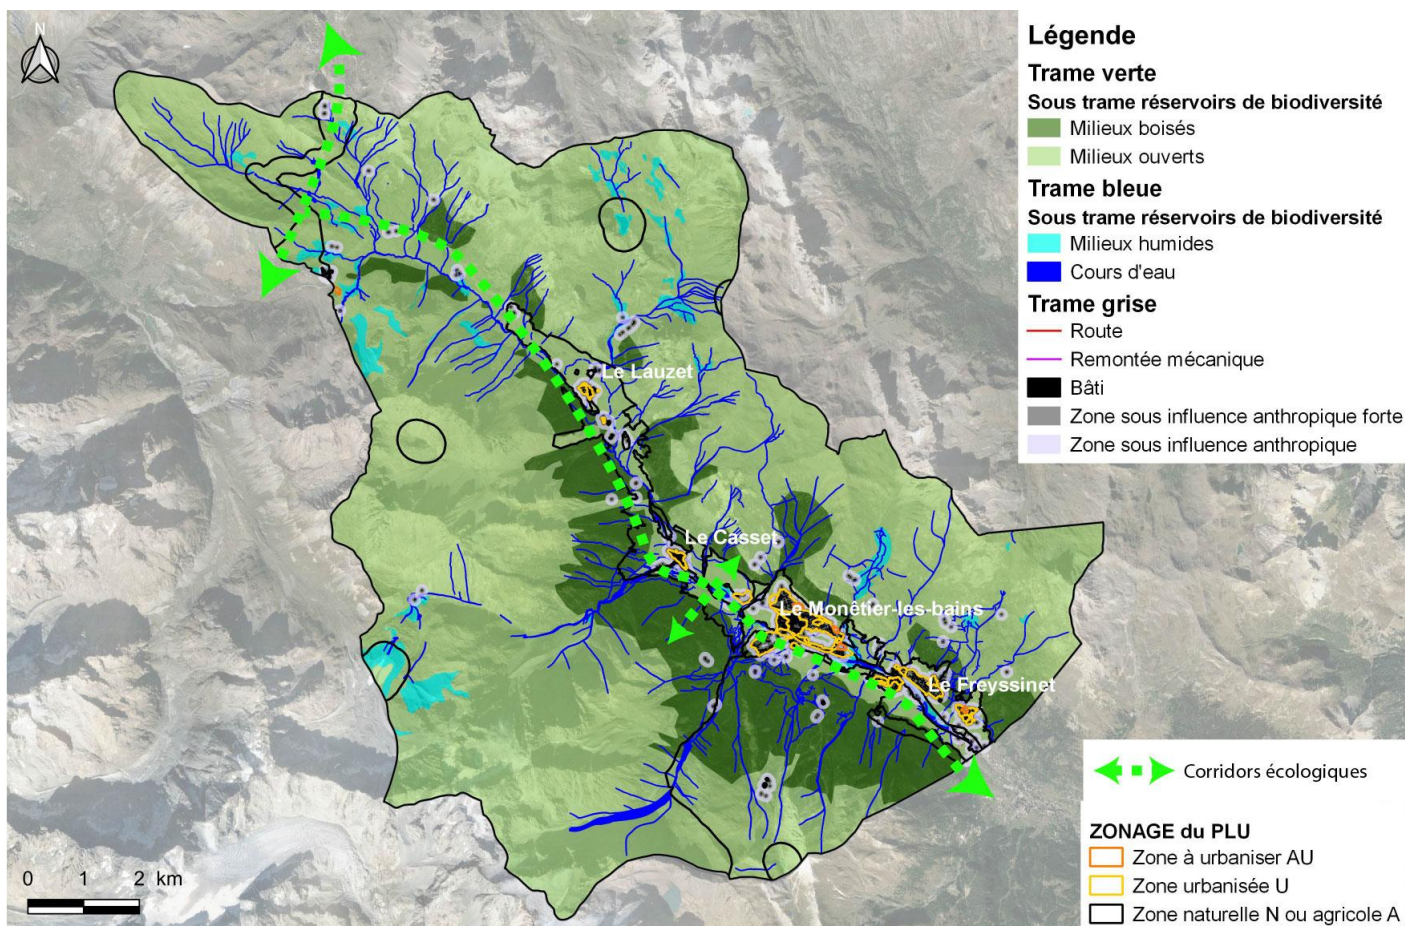 N
Légende
Trame verte
Sous trame réservoirs de biodiversité
Milieux boisés
Milieux ouverts
Trame bleue
Sous trame réservoirs de biodiversité
Milieux humides
Cours d'eau
Trame grise
Route
Remontée mécanique
Bâti
Zone sous influence anthropique forte
Zone sous influence anthropique
Le Lauzet
Le Casset
Le Monêtier-les-bains
Le Freyssinet
Corridors écologiques
ZONAGE du PLU
Zone à urbaniser AU
Zone urbanisée U
Zone naturelle N ou agricole A
0 1 2 km